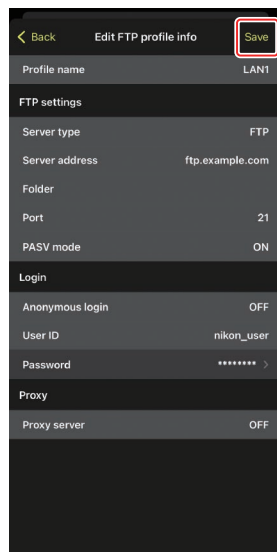 Back Edit FTP profile info Save
Profile name LAN1
FTP settings
Server type FTP
Server address ftp.example.com
Folder
Port 21
PASV mode ON
Login
Anonymous login OFF
User ID nikon_user
Password ********
Proxy
Proxy server OFF